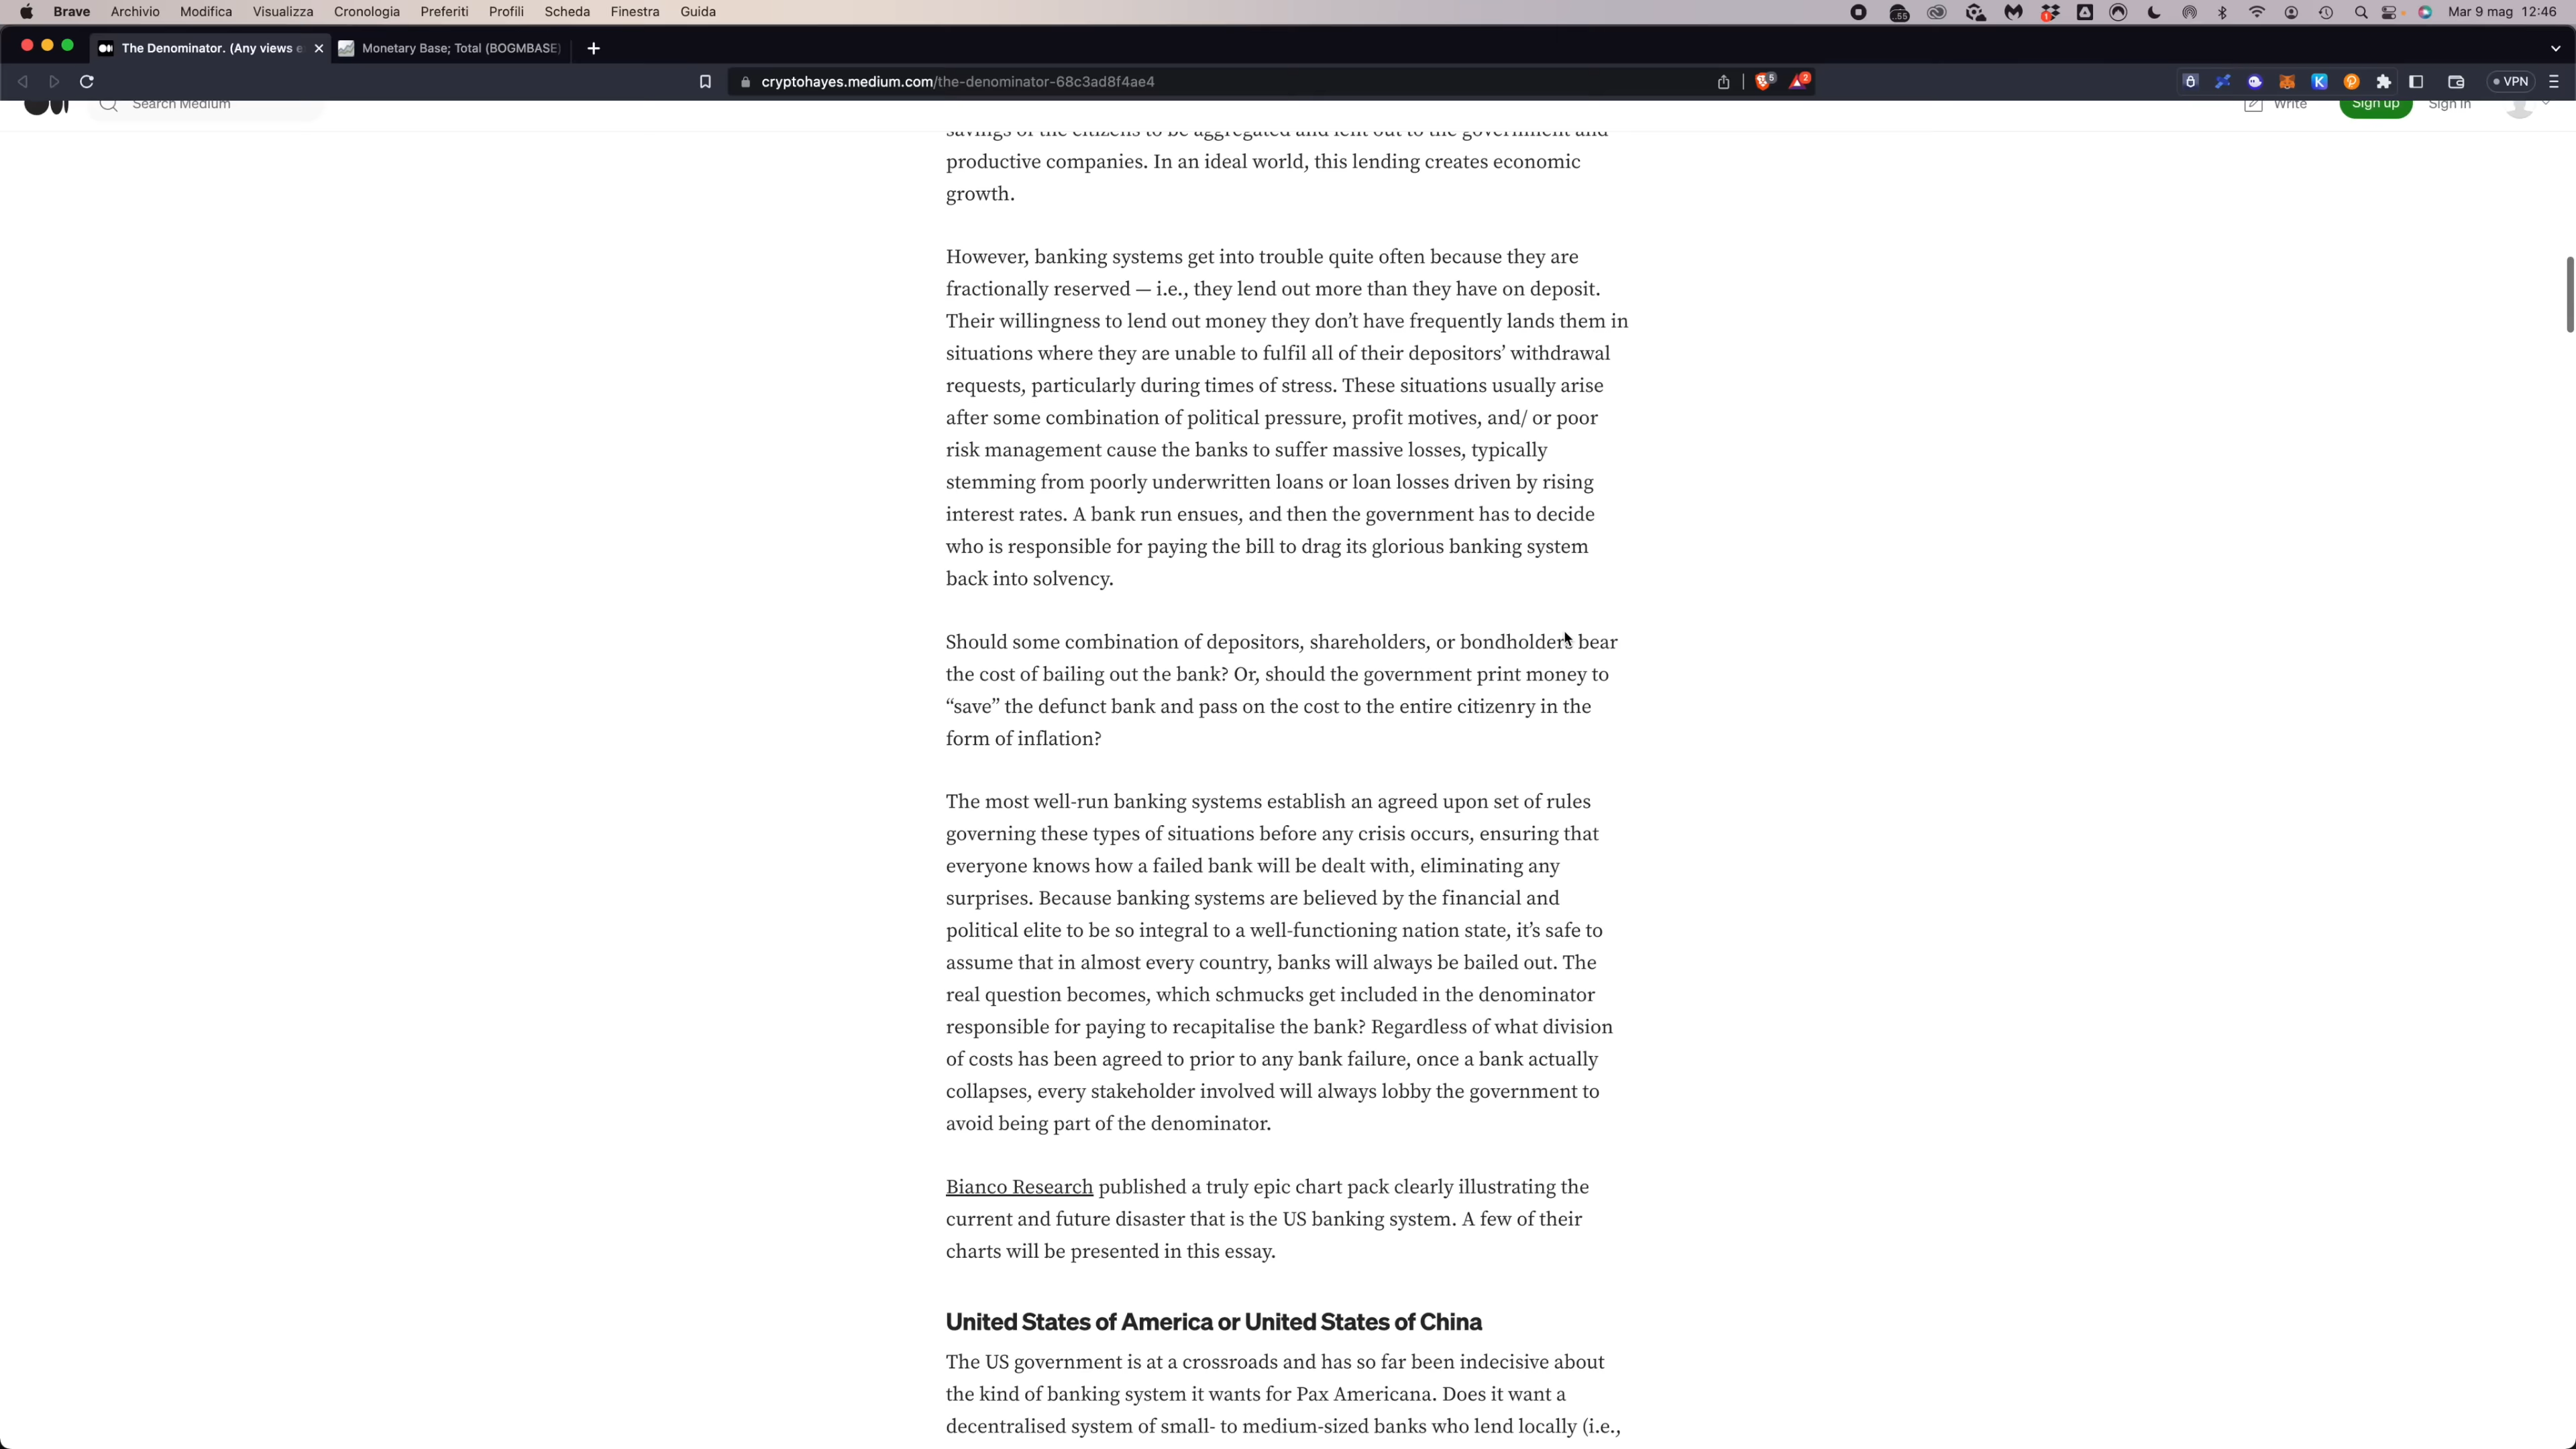 Brave Archivio Modifica Visualizza Cronologia Preferiti Profili Scheda Finestra Guida Mar 9 mag 12:46
The Denominator. (Any views e Monetary Base; Total (BOGMBASE)
cryptohayes.medium.com/the-denominator-68c3ad8f4ae4 VPN
Search Medium Write Sign up Sign in
savings of the citizens to be aggregated and lent out to the government and
productive companies. In an ideal world, this lending creates economic
growth.
However, banking systems get into trouble quite often because they are
fractionally reserved — i.e., they lend out more than they have on deposit.
Their willingness to lend out money they don’t have frequently lands them in
situations where they are unable to fulfil all of their depositors’ withdrawal
requests, particularly during times of stress. These situations usually arise
after some combination of political pressure, profit motives, and/ or poor
risk management cause the banks to suffer massive losses, typically
stemming from poorly underwritten loans or loan losses driven by rising
interest rates. A bank run ensues, and then the government has to decide
who is responsible for paying the bill to drag its glorious banking system
back into solvency.
Should some combination of depositors, shareholders, or bondholders bear
the cost of bailing out the bank? Or, should the government print money to
“save” the defunct bank and pass on the cost to the entire citizenry in the
form of inflation?
The most well-run banking systems establish an agreed upon set of rules
governing these types of situations before any crisis occurs, ensuring that
everyone knows how a failed bank will be dealt with, eliminating any
surprises. Because banking systems are believed by the financial and
political elite to be so integral to a well-functioning nation state, it’s safe to
assume that in almost every country, banks will always be bailed out. The
real question becomes, which schmucks get included in the denominator
responsible for paying to recapitalise the bank? Regardless of what division
of costs has been agreed to prior to any bank failure, once a bank actually
collapses, every stakeholder involved will always lobby the government to
avoid being part of the denominator.
Bianco Research published a truly epic chart pack clearly illustrating the
current and future disaster that is the US banking system. A few of their
charts will be presented in this essay.
United States of America or United States of China
The US government is at a crossroads and has so far been indecisive about
the kind of banking system it wants for Pax Americana. Does it want a
decentralised system of small- to medium-sized banks who lend locally (i.e.,